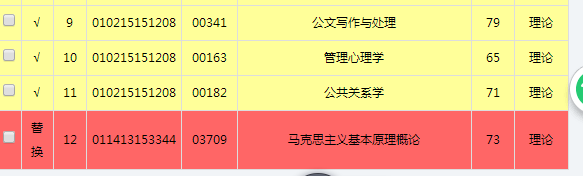 √ 9 010215151208 00341 公文写作与处理 79 理论
√ 10 010215151208 00163 管理心理学 65 理论
√ 11 010215151208 00182 公共关系学 71 理论
替换 12 011413153344 03709 马克思主义基本原理概论 73 理论